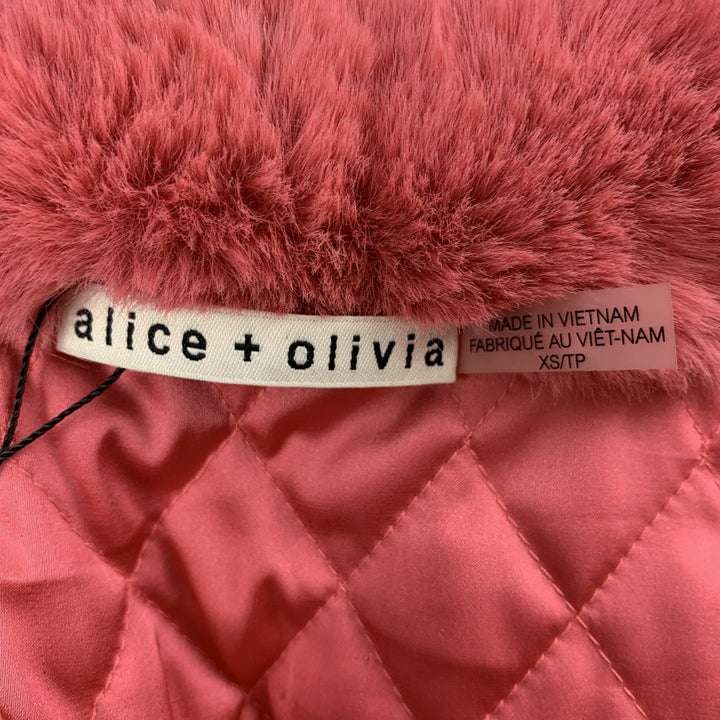 alice + olivia
MADE IN VIETNAM
FABRIQUÉ AU VIÊT-NAM
XS/TP